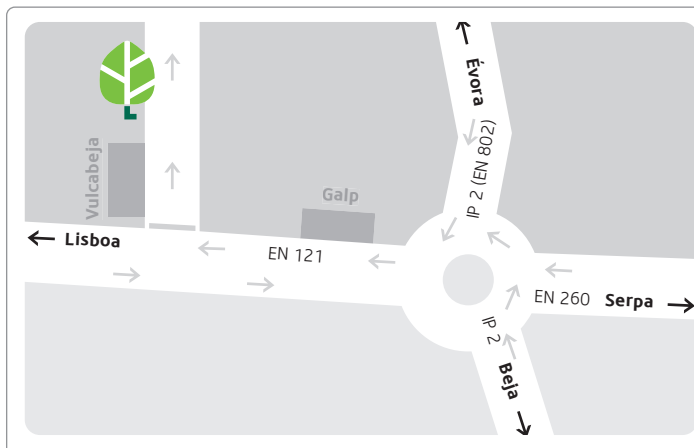 Évora
IP 2 (EN 802)
Vulcabeja
Galp
Lisboa
EN 121
EN 260 Serpa
IP 2
Beja